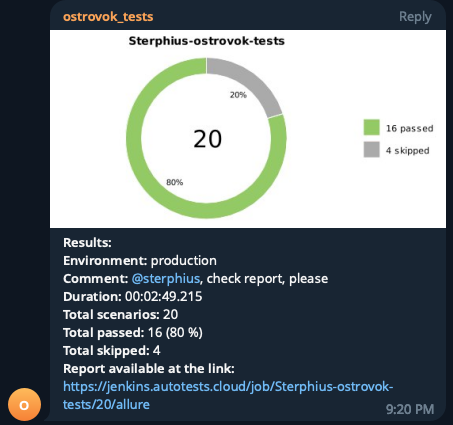 ostrovok_tests
Reply
Sterphius-ostrovok-tests
20%
20
16 passed
4 skipped
80%
Results:
Environment: production
Comment: @sterphius, check report, please
Duration: 00:02:49.215
Total scenarios: 20
Total passed: 16 (80 %)
Total skipped: 4
Report available at the link:
https://jenkins.autotests.cloud/job/Sterphius-ostrovok-
tests/20/allure
O
9:20 PM